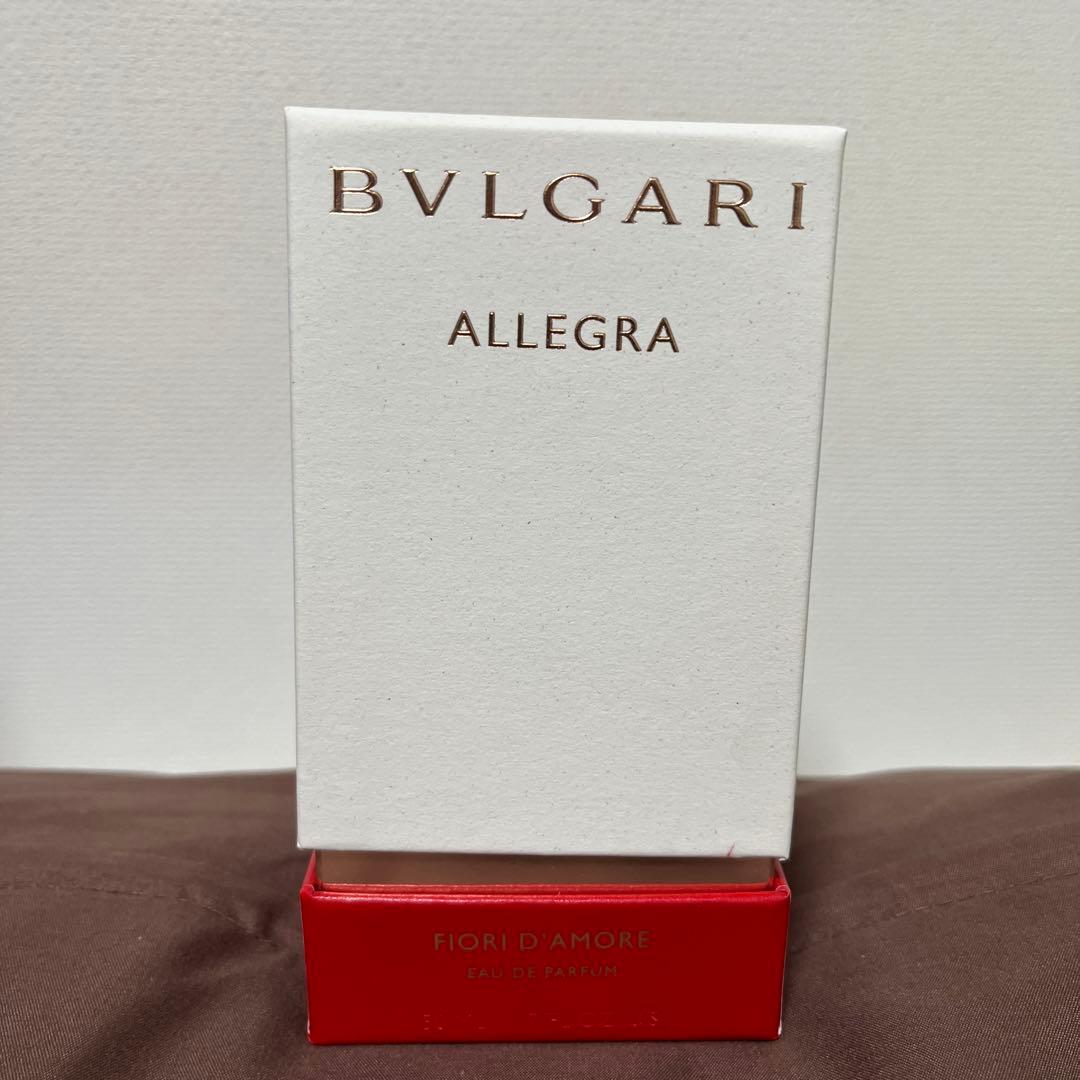 BVLGARI
ALLEGRA
FIORI D'AMORE
EAU DE PARFUM